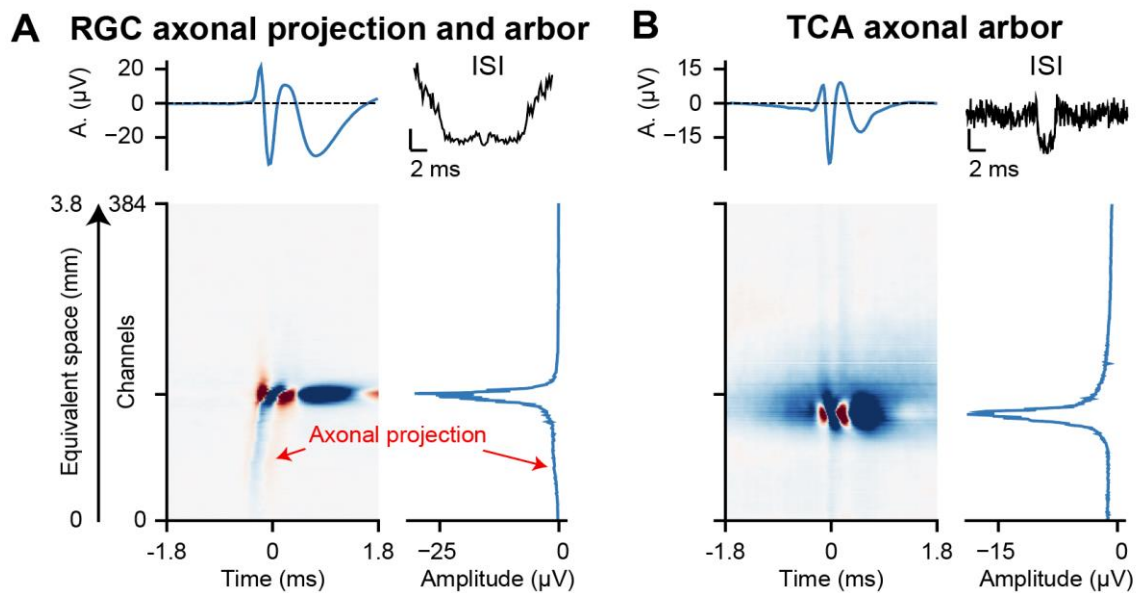 A RGC axonal projection and arbor
20
0
−20
A. (µV)
ISI
2 ms
3.8
0
Equivalent space (mm)
384
0
Channels
Axonal projection
-1.8 0 1.8
Time (ms)
−25 0
Amplitude (µV)
B TCA axonal arbor
15
0
−15
A. (µV)
ISI
2 ms
-1.8 0 1.8
Time (ms)
−15 0
Amplitude (µV)